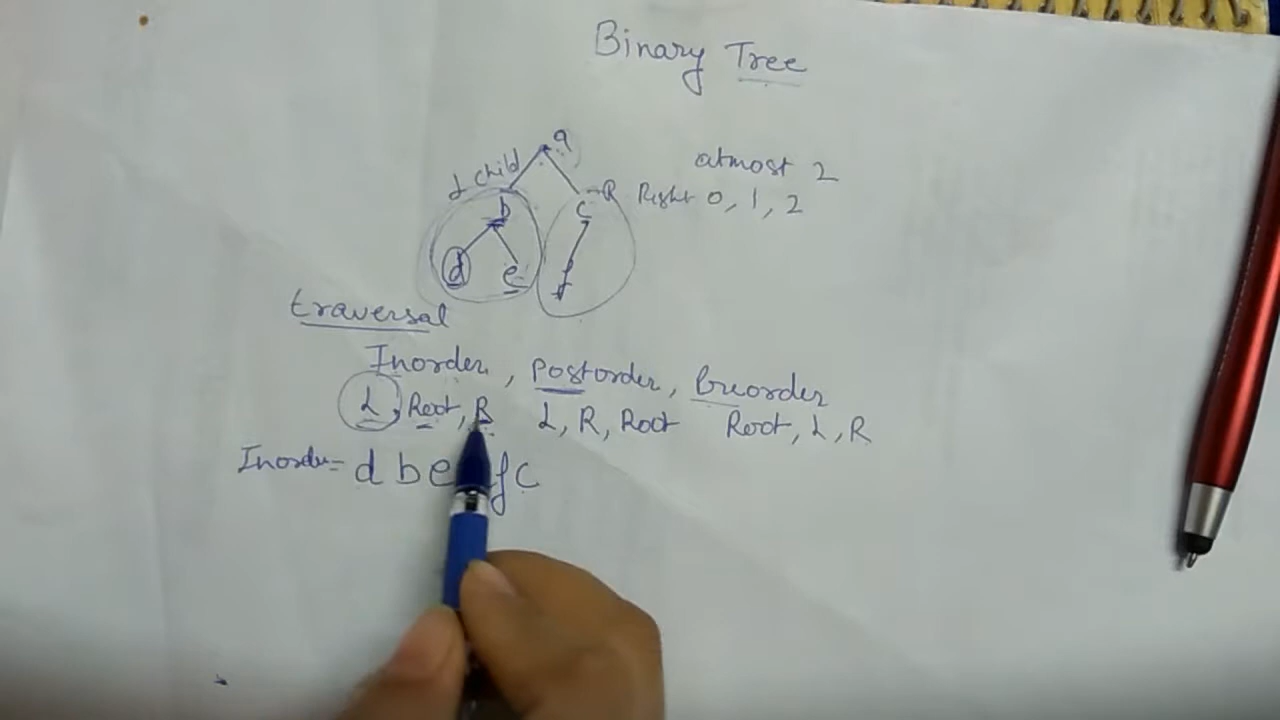 Binary Tree
a
L child
atmost 2
R Right 0, 1, 2
b c
d e f
traversal
Inorder, Postorder, Preorder
L, Root, R L, R, Root Root, L, R
Inorder = d b e f c